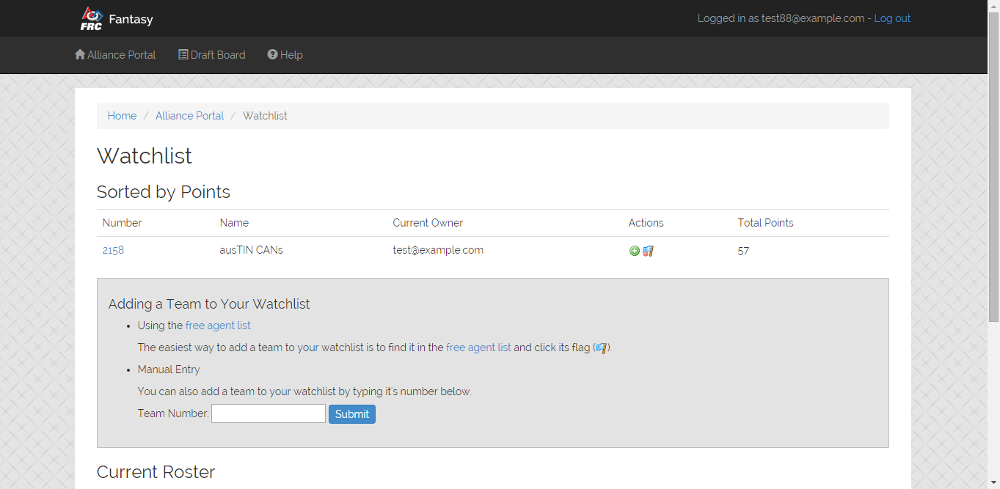 FRC Fantasy Logged in as test88@example.com - Log out
Alliance Portal Draft Board Help
Home / Alliance Portal / Watchlist
Watchlist
Sorted by Points
Number Name Current Owner Actions Total Points
2158 ausTIN CANs test@example.com 57
Adding a Team to Your Watchlist
• Using the free agent list
The easiest way to add a team to your watchlist is to find it in the free agent list and click its flag ( ).
• Manual Entry
You can also add a team to your watchlist by typing it's number below.
Team Number: Submit
Current Roster